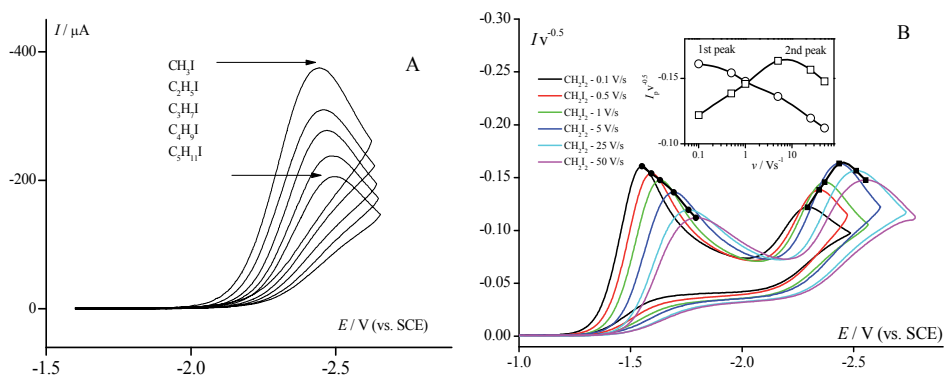 I / μA
A
-400
CH3I
C2H5I
C3H7I
C4H9I
C5H11I
-200
0
E / V (vs. SCE)
-1.5 -2.0 -2.5
-0.30
I v-0.5
B
-0.25
1st peak 2nd peak
-0.15
Ip v-0.5
-0.10
0.1 1 10
v / Vs-1
CH2I2 - 0.1 V/s
CH2I2 - 0.5 V/s
CH2I2 - 1 V/s
CH2I2 - 5 V/s
CH2I2 - 25 V/s
CH2I2 - 50 V/s
-0.20
-0.15
-0.10
-0.05
0.00
E / V (vs. SCE)
-1.0 -1.5 -2.0 -2.5